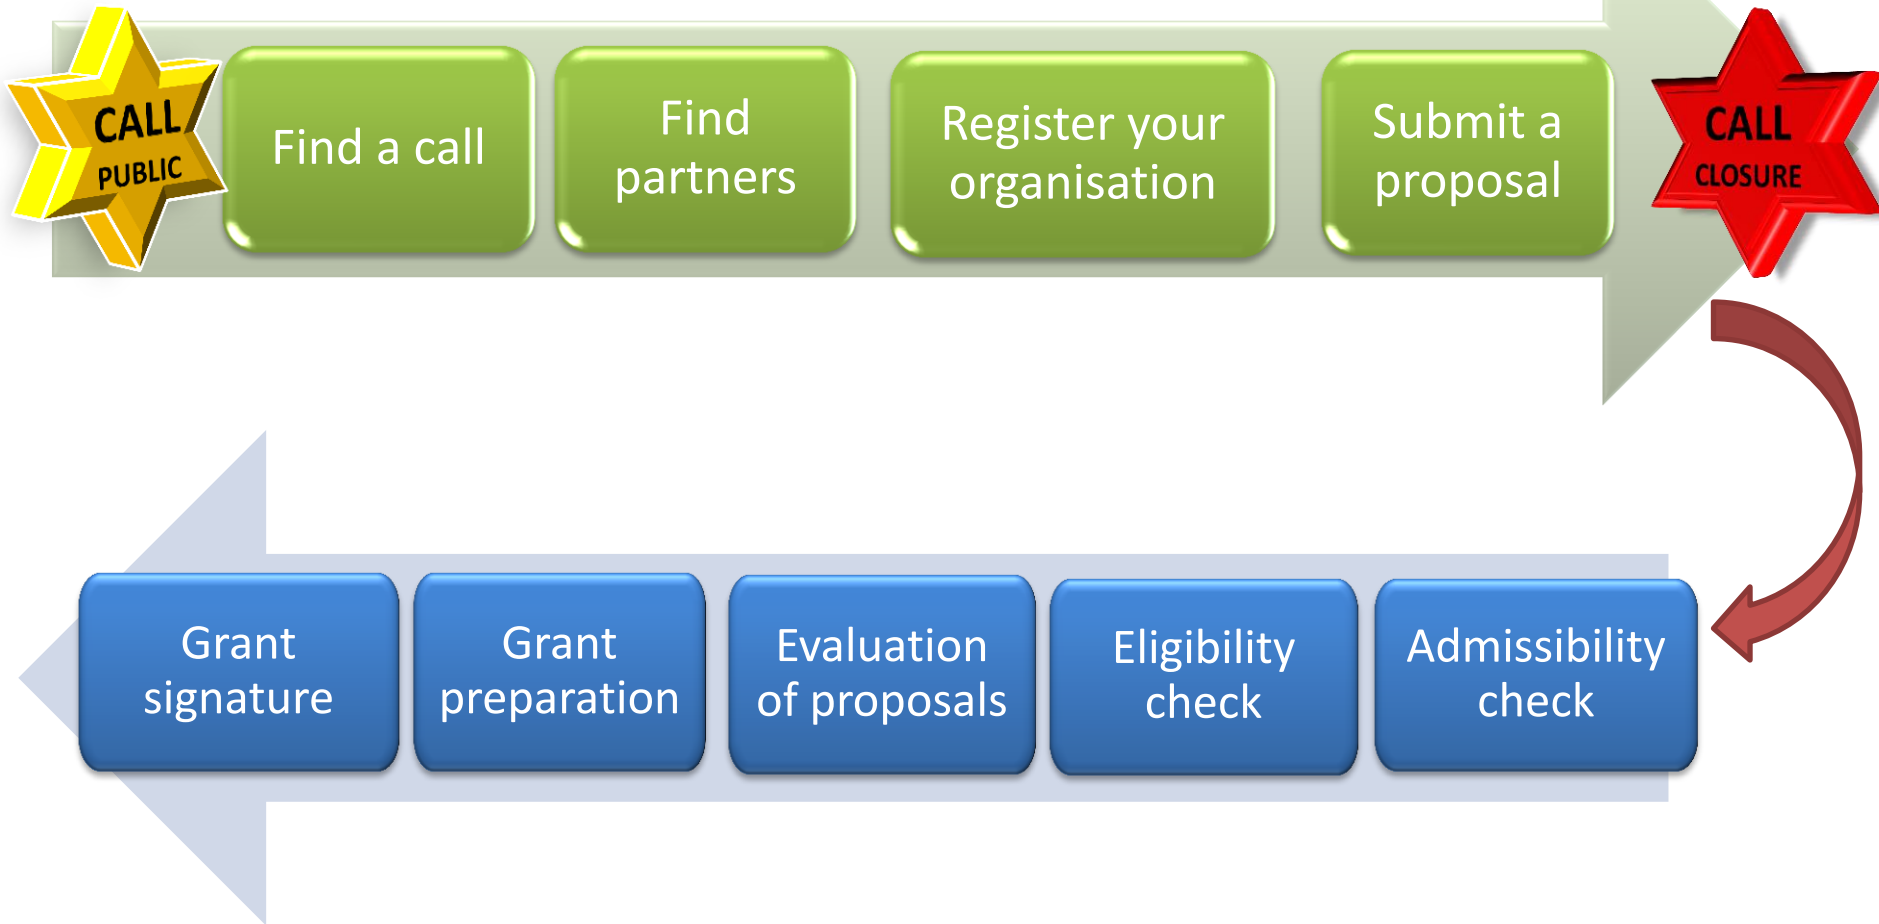 CALL
PUBLIC
Find a call
Find
partners
Register your
organisation
Submit a
proposal
CALL
CLOSURE
Grant
signature
Grant
preparation
Evaluation
of proposals
Eligibility
check
Admissibility
check